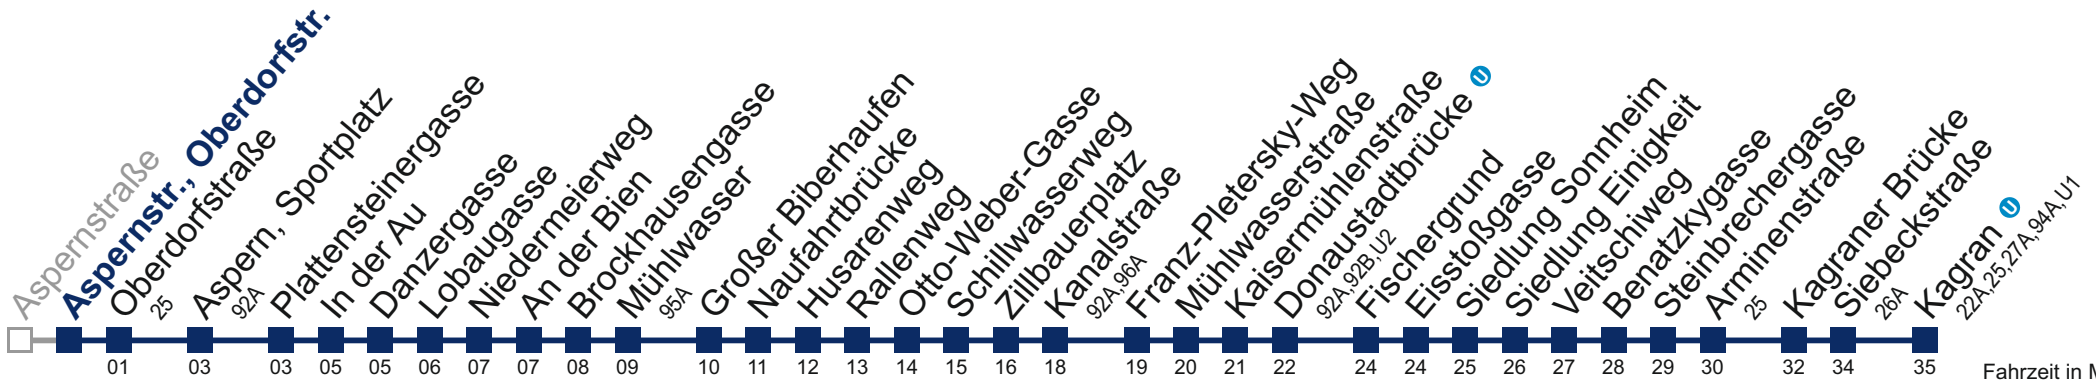 Aspernstraße
Aspernstr., Oberdorfstr.
Oberdorfstraße
25
Aspern, Sportplatz
92A
Plattensteinergasse
In der Au
Danzergasse
Lobaugasse
Niedermeierweg
An der Bien
Brockhausengasse
Mühlwasser
95A
Großer Biberhaufen
Naufahrtbrücke
Husarenweg
Rallenweg
Otto-Weber-Gasse
Schillwasserweg
Zillbauerplatz
Kanalstraße
92A,96A
Franz-Pletersky-Weg
Mühlwasserstraße
Kaisermühlenstraße
Donaustadtbrücke U
92A,92B,U2
Fischergrund
Eisstoßgasse
Siedlung Sonnheim
Siedlung Einigkeit
Veitschiweg
Benatzkygasse
Steinbrechergasse
Arminenstraße
25
Kagraner Brücke
Siebeckstraße
26A
Kagran U
22A,25,27A,94A,U1
01 03 03 05 05 06 07 07 08 09 10 11 12 13 14 15 16 18 19 20 21 22 24 24 25 26 27 28 29 30 32 34 35
Fahrzeit in M